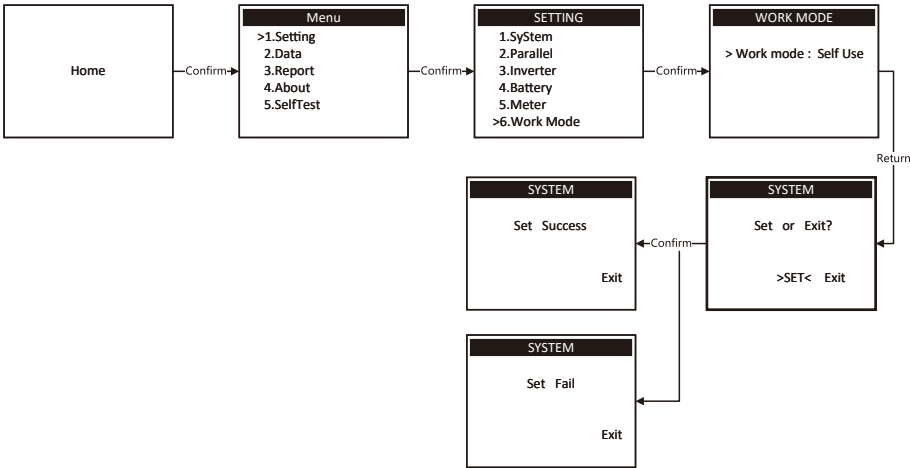 Home
Confirm
Menu
>1.Setting
2.Data
3.Report
4.About
5.SelfTest
Confirm
SETTING
1.SyStem
2.Parallel
3.Inverter
4.Battery
5.Meter
>6.Work Mode
Confirm
WORK MODE
> Work mode : Self Use
Return
SYSTEM
Set or Exit?
>SET< Exit
Confirm
SYSTEM
Set Success
Exit
SYSTEM
Set Fail
Exit